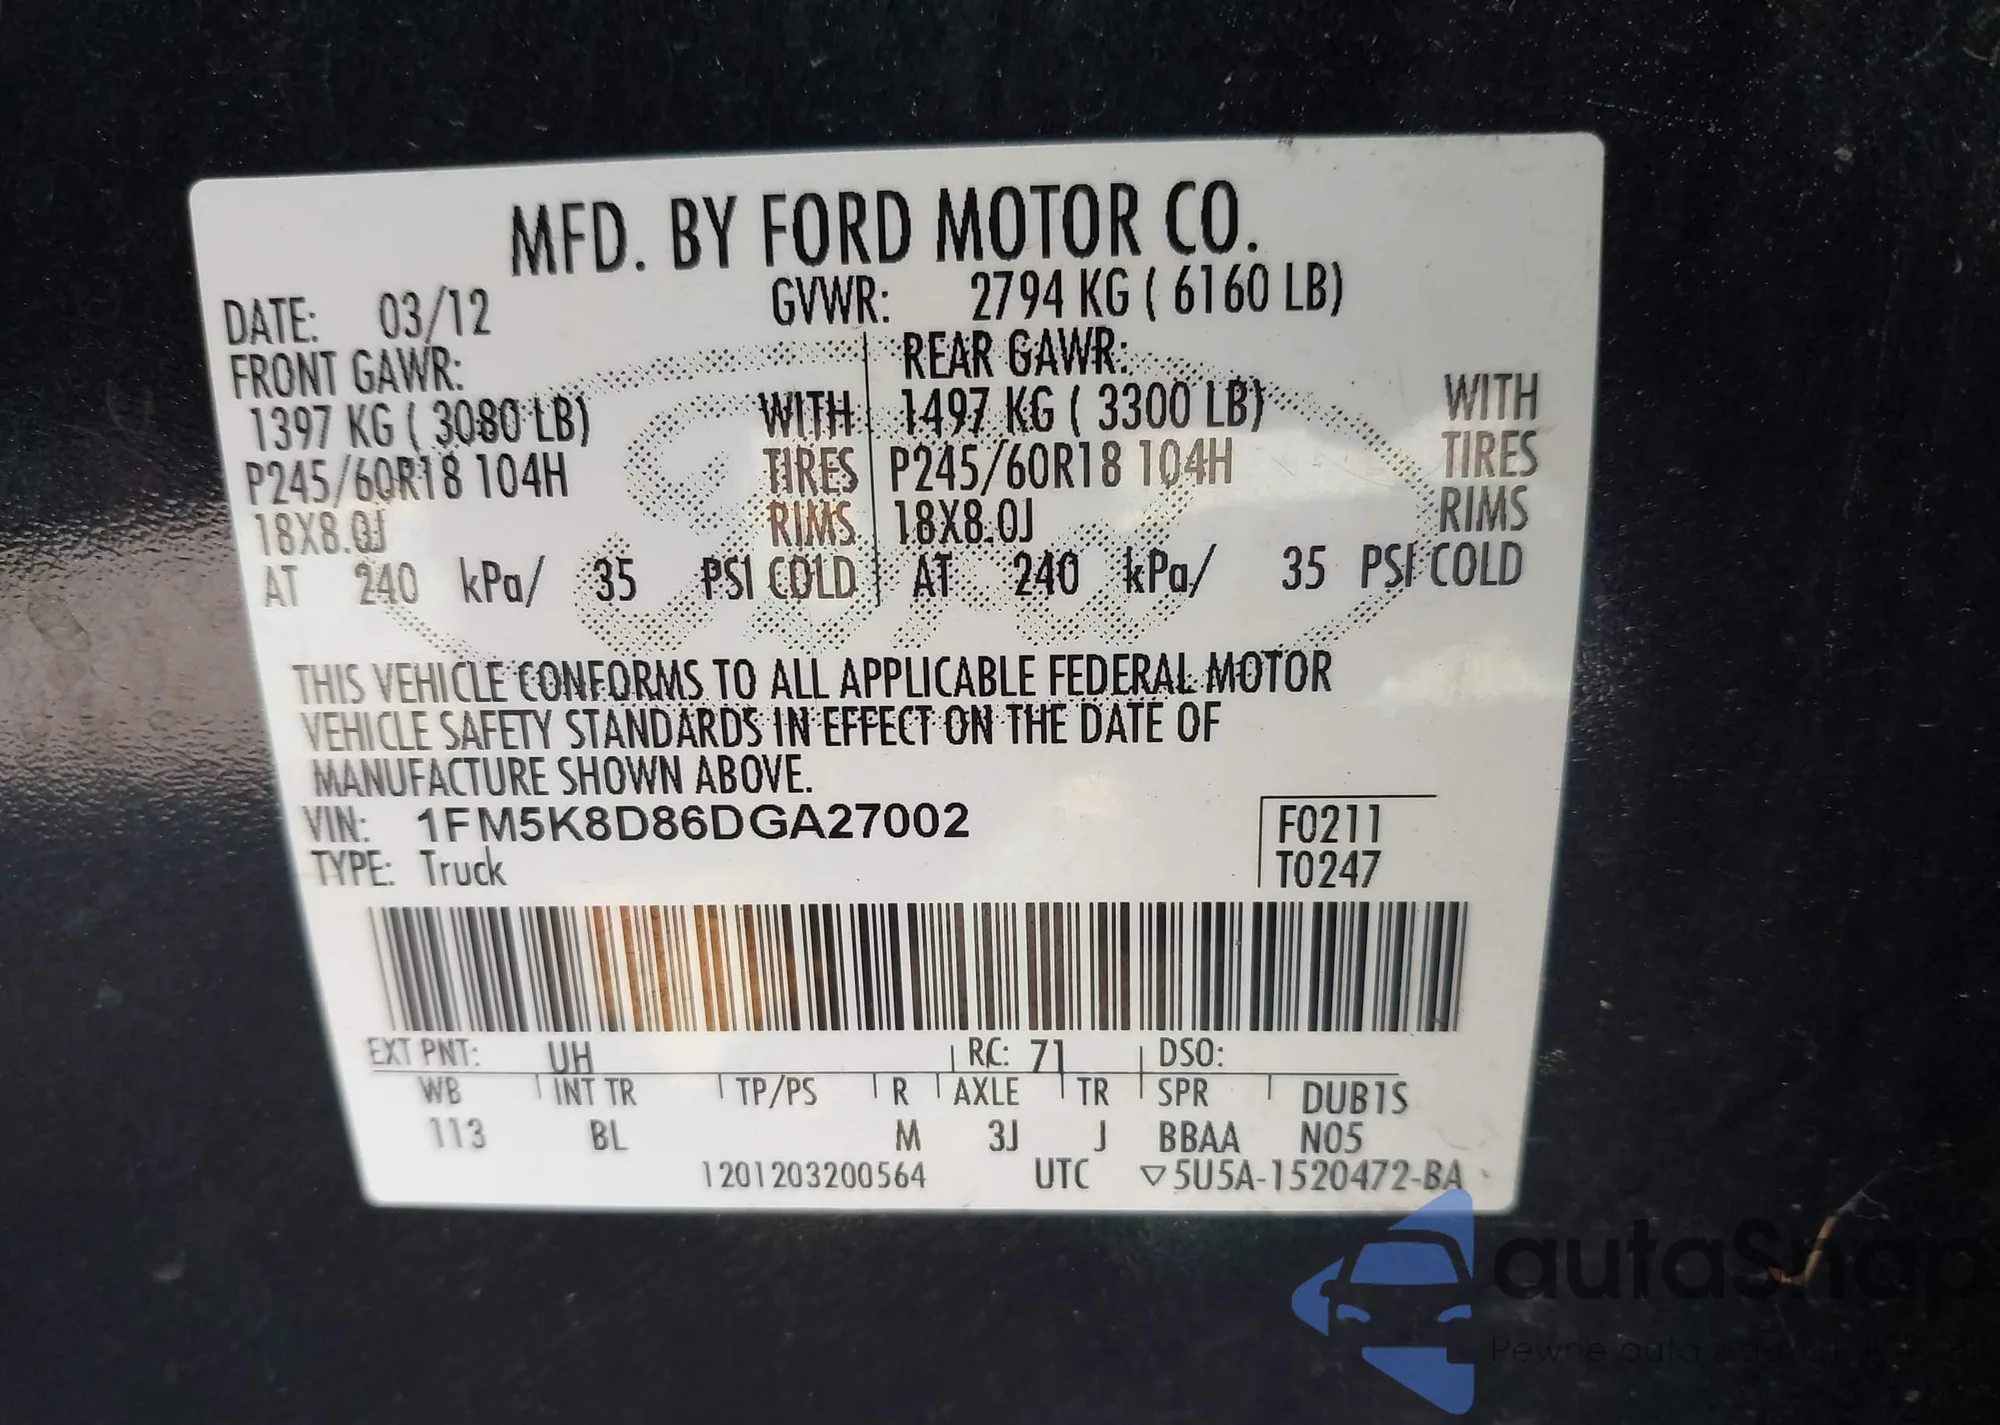 MFD. BY FORD MOTOR CO.
DATE: 03/12 GVWR: 2794 KG ( 6160 LB)
FRONT GAWR: REAR GAWR:
1397 KG ( 3080 LB) WITH 1497 KG ( 3300 LB) WITH
P245/60R18 104H TIRES P245/60R18 104H TIRES
18X8.0J RIMS 18X8.0J RIMS
AT 240 kPa/ 35 PSI COLD AT 240 kPa/ 35 PSI COLD
THIS VEHICLE CONFORMS TO ALL APPLICABLE FEDERAL MOTOR
VEHICLE SAFETY STANDARDS IN EFFECT ON THE DATE OF
MANUFACTURE SHOWN ABOVE.
VIN: 1FM5K8D86DGA27002 F0211
TYPE: Truck T0247
EXT PNT: UH RC: 71 DSO:
WB INT TR TP/PS R AXLE TR SPR DUB1S
113 BL M 3J J BBAA N05
1201203200564 UTC ▽5U5A-1520472-BA
autaSnap
Pewne auta